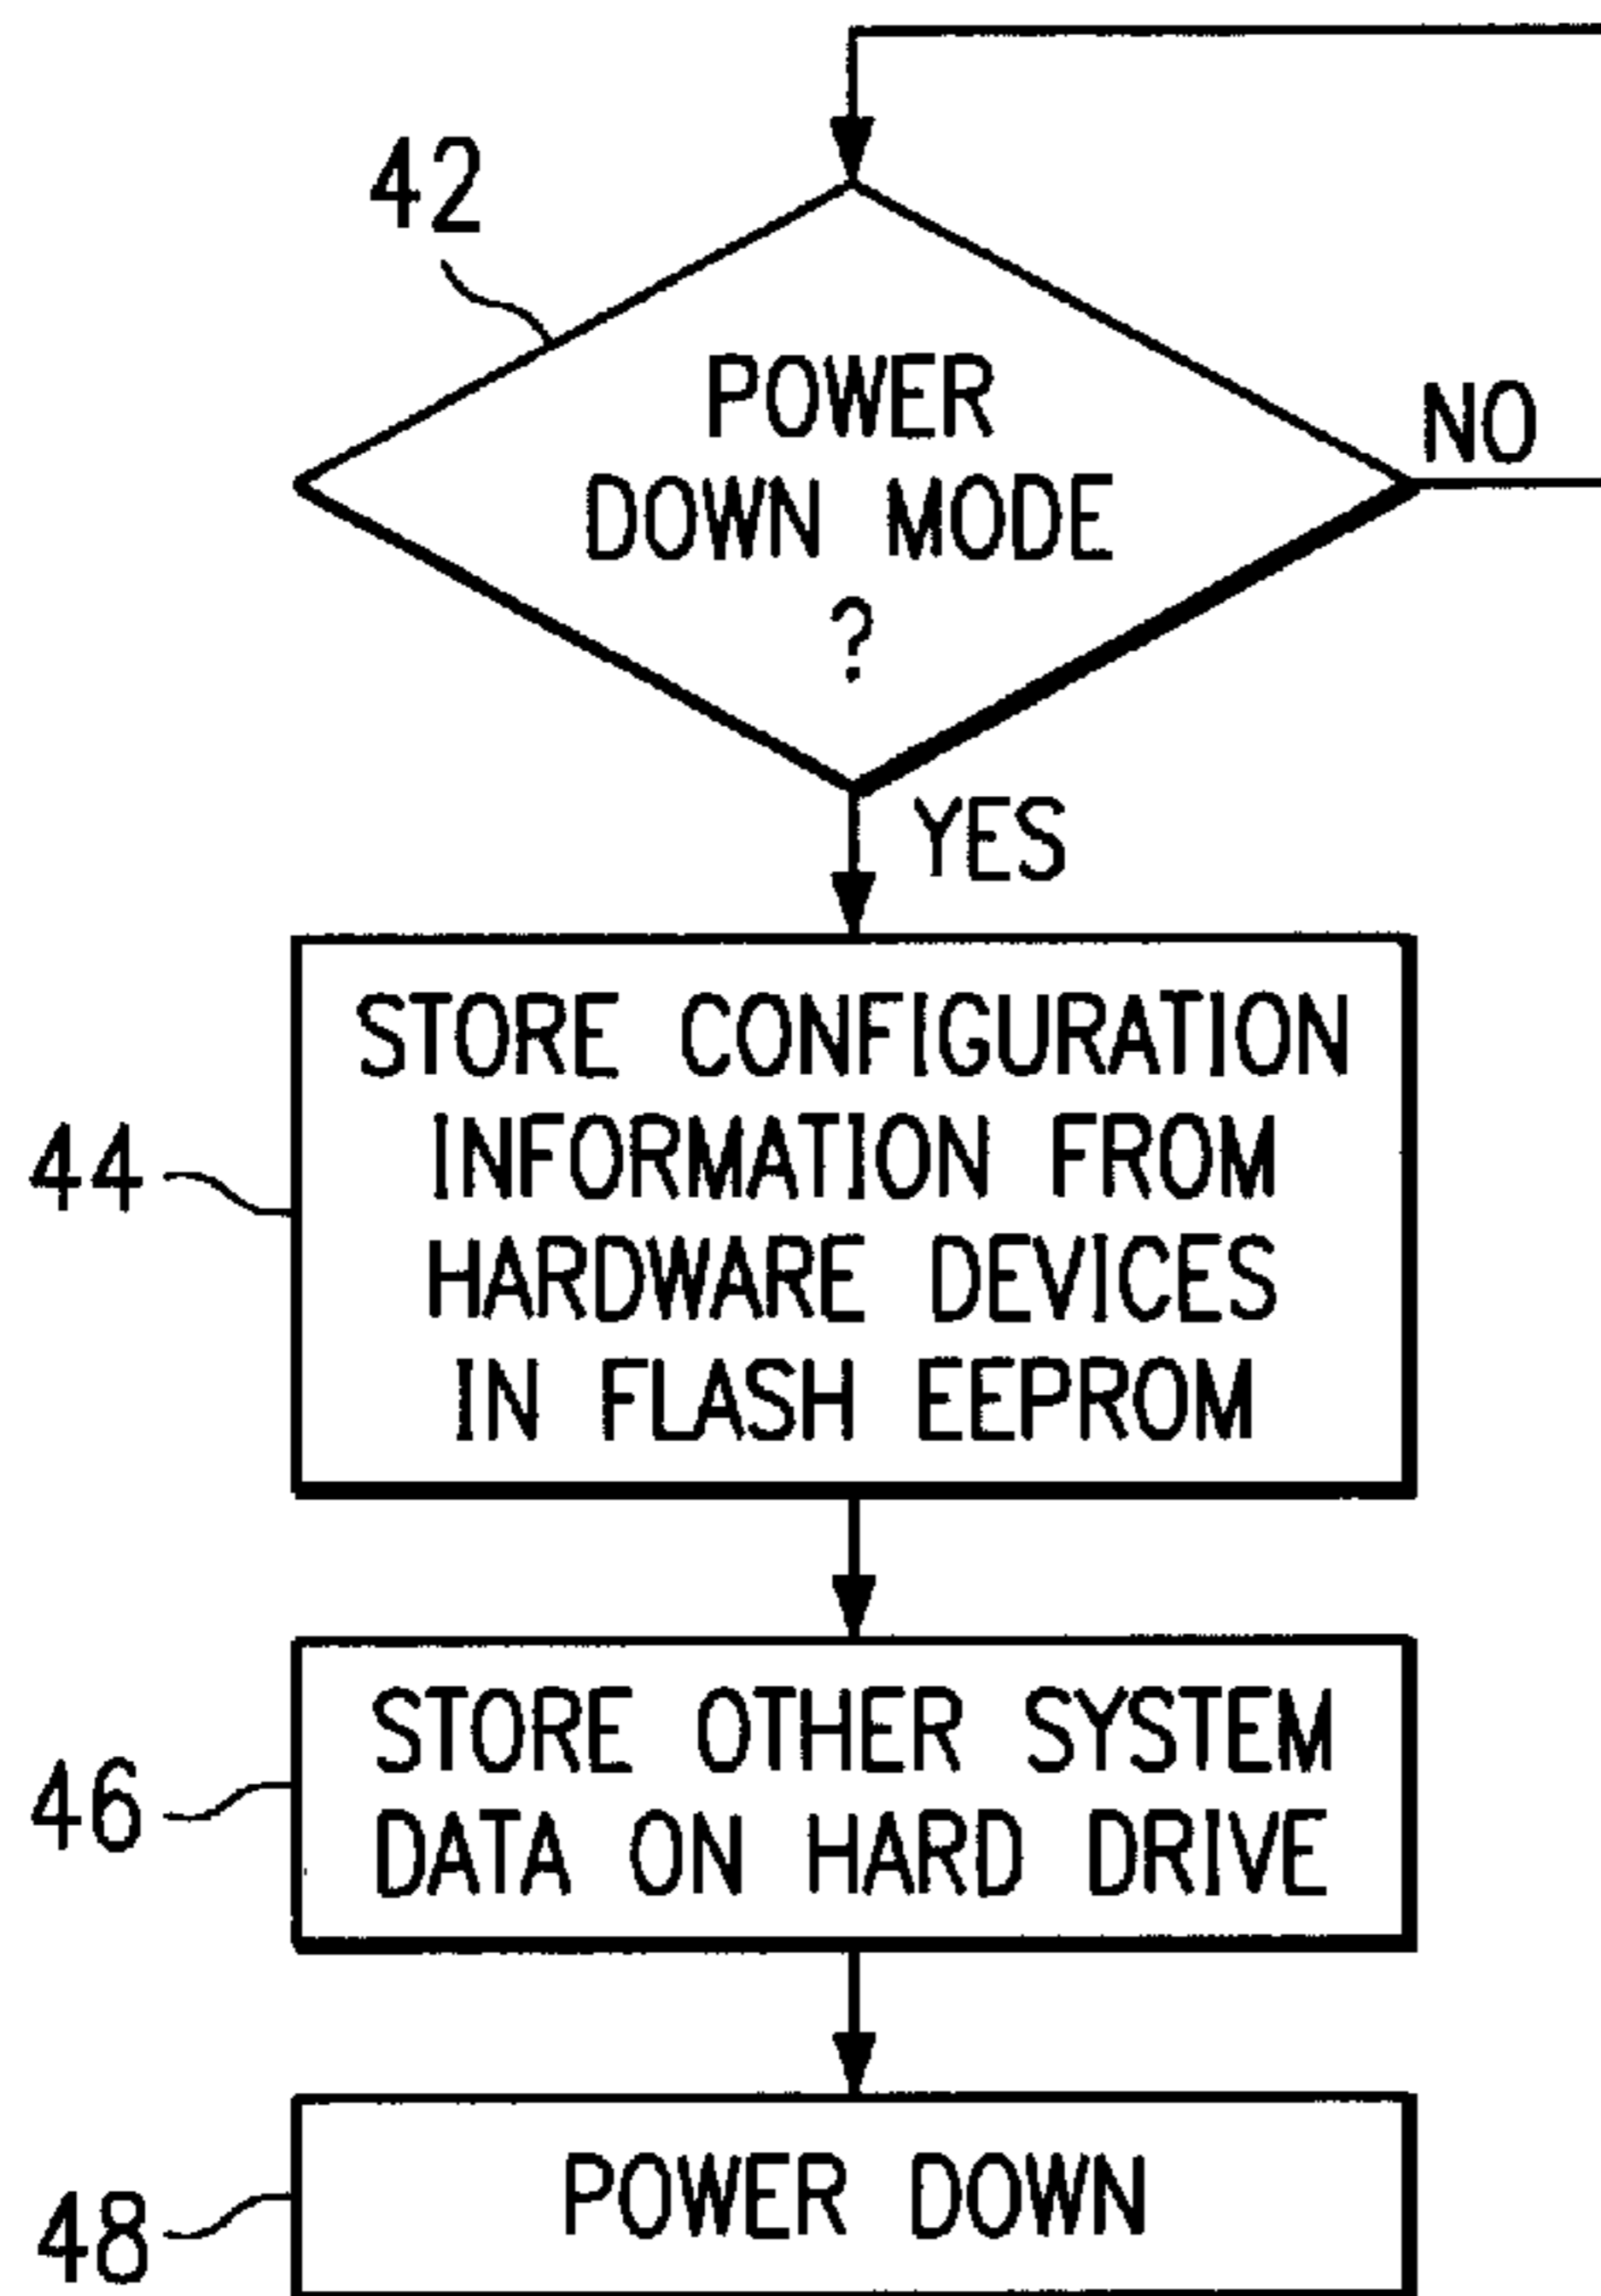 42
POWER
DOWN MODE
?
NO
YES
44
STORE CONFIGURATION
INFORMATION FROM
HARDWARE DEVICES
IN FLASH EEPROM
46
STORE OTHER SYSTEM
DATA ON HARD DRIVE
48
POWER DOWN